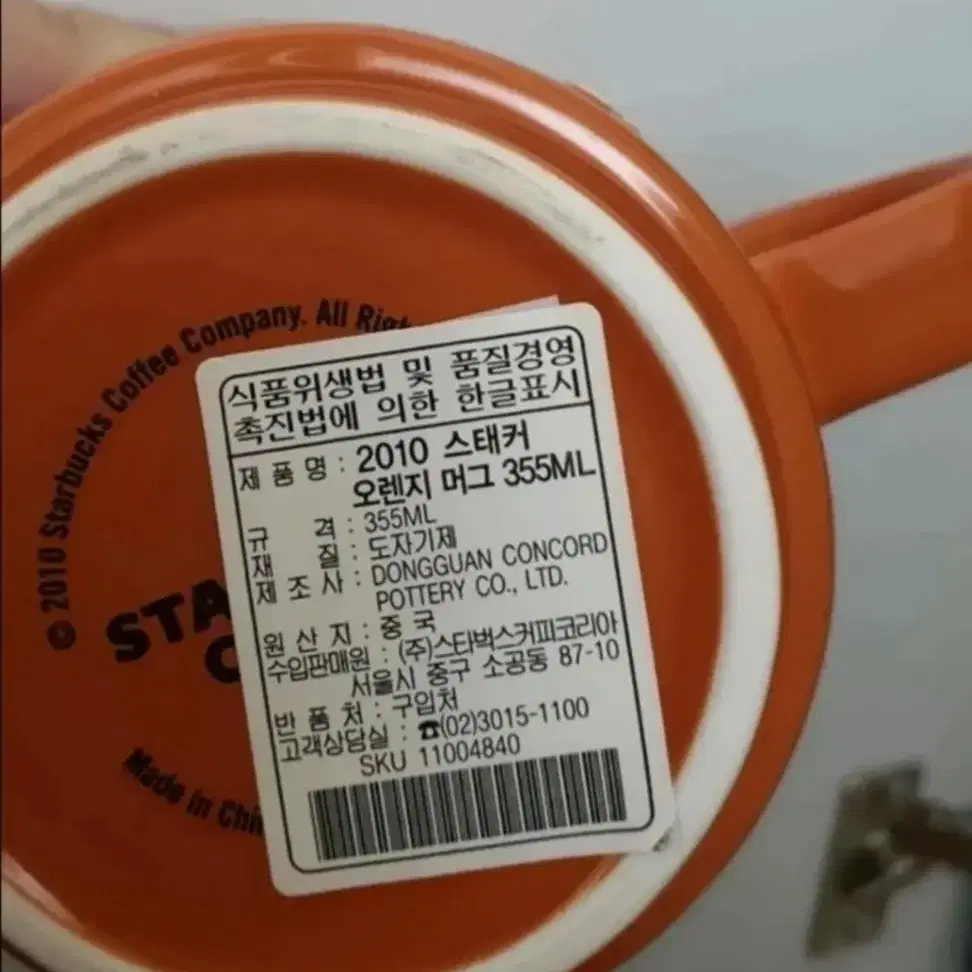 © 2010 Starbucks Coffee Company. All
식품위생법 및 품질경영
촉진법에 의한 한글표시
제 품 명 : 2010 스태커
오렌지 머그 355ML
규 격 : 355ML
재 질 : 도자기제
제 조 사 : DONGGUAN CONCORD
POTTERY CO., LTD.
원 산 지 : 중 국
수입판매원 : (주)스타벅스커피코리아
서울시 중구 소공동 87-10
반 품 처 : 구입처
고객상담실 : ☎(02)3015-1100
SKU 11004840
STA
C
Made in Chi